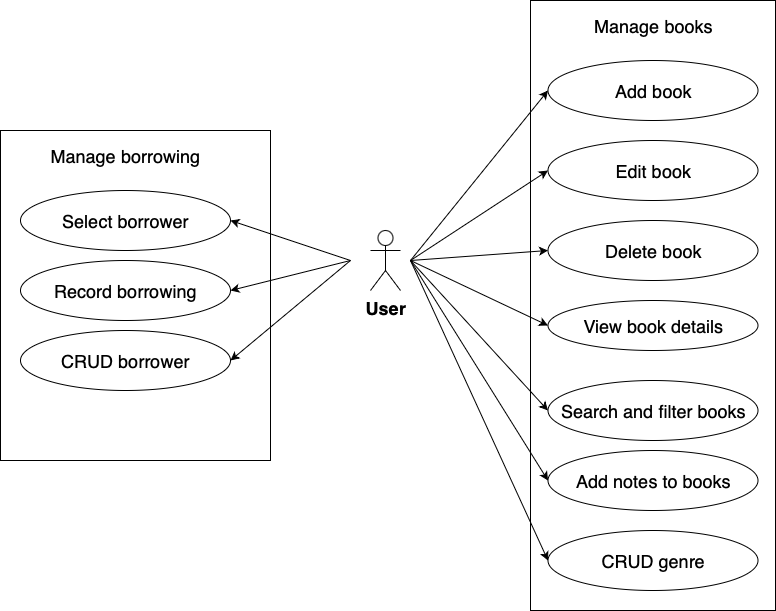 Manage borrowing
Select borrower
Record borrowing
CRUD borrower
User
Manage books
Add book
Edit book
Delete book
View book details
Search and filter books
Add notes to books
CRUD genre